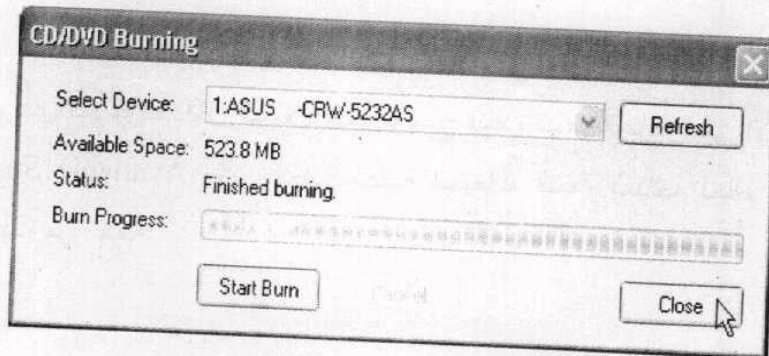 CD/DVD Burning
Select Device: 1:ASUS -CRW-5232AS Refresh
Available Space: 523.8 MB
Status: Finished burning.
Burn Progress:
Start Burn Cancel Close